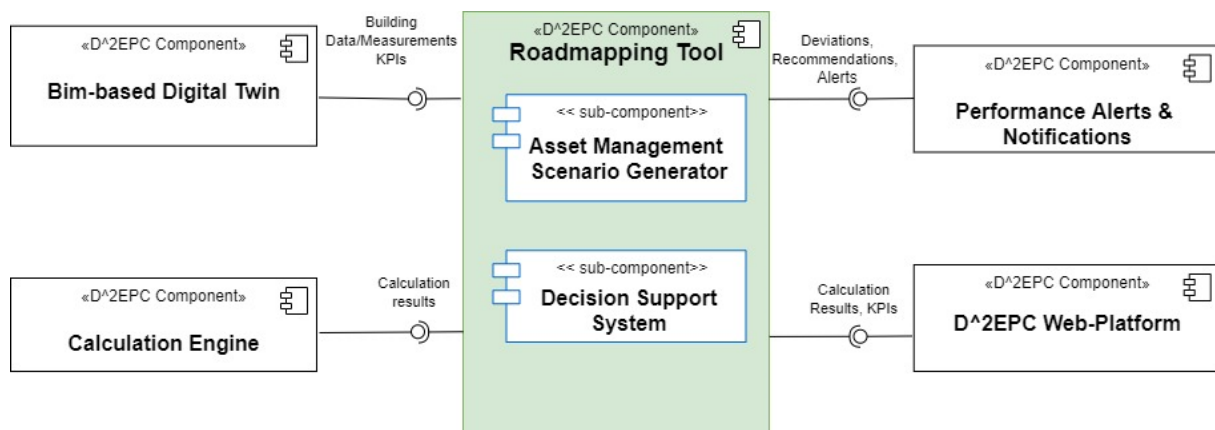 «D^2EPC Component»
Bim-based Digital Twin
Building
Data/Measurements
KPIs
«D^2EPC Component»
Roadmapping Tool
<< sub-component>>
Asset Management
Scenario Generator
Deviations,
Recommendations,
Alerts
«D^2EPC Component»
Performance Alerts &
Notifications
«D^2EPC Component»
Calculation Engine
Calculation
results
<< sub-component>>
Decision Support
System
Calculation
Results, KPIs
«D^2EPC Component»
D^2EPC Web-Platform